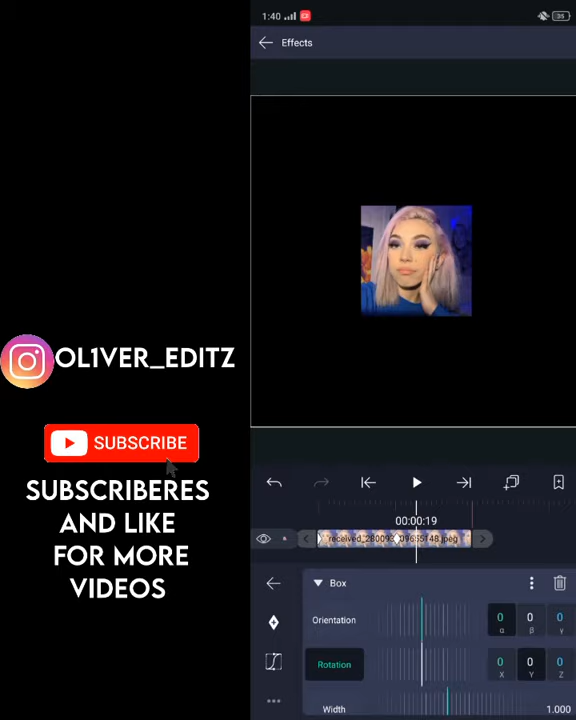 1:40
35
Effects
OL1VER_EDITZ
SUBSCRIBE
SUBSCRIBERES
AND LIKE
FOR MORE
VIDEOS
00:00:19
Box
Orientation
0 0 0
α β γ
Rotation
0 0 0
X Y Z
Width
1.000